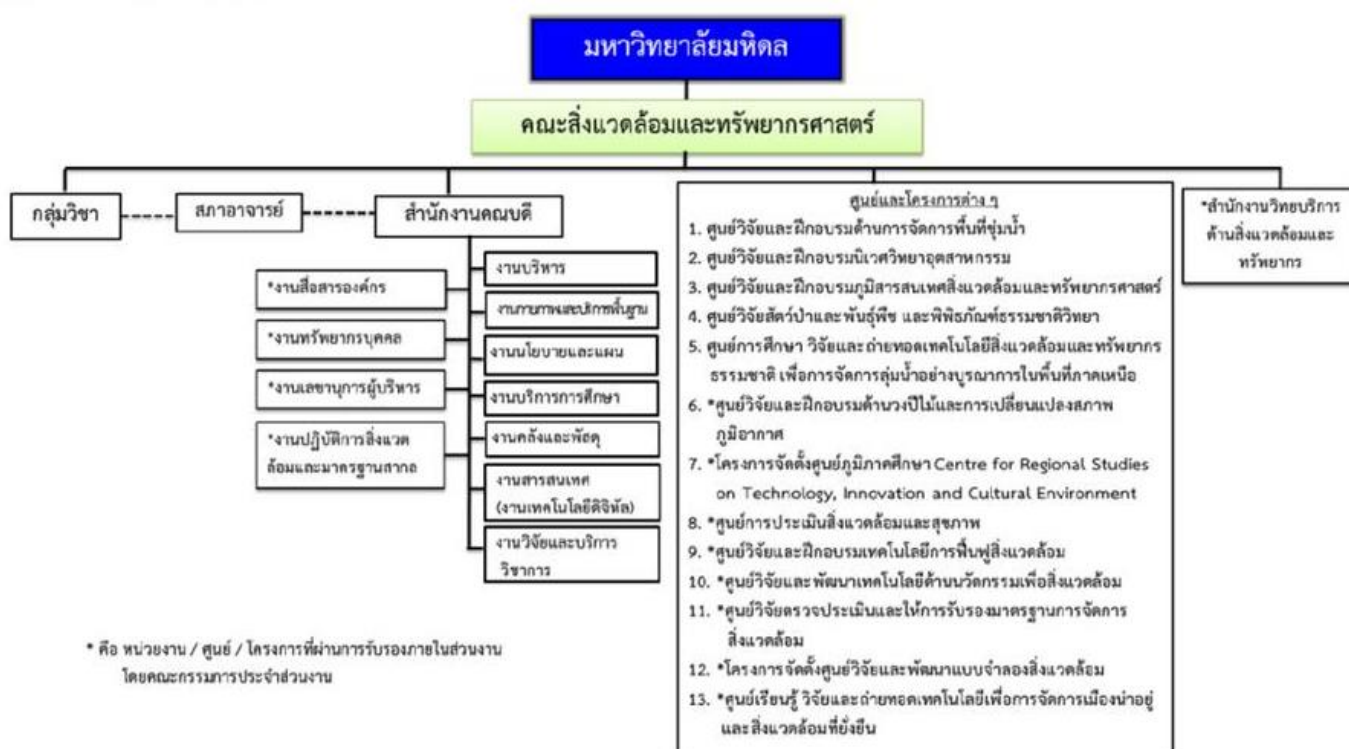 มหาวิทยาลัยมหิดล
คณะสิ่งแวดล้อมและทรัพยากรศาสตร์
กลุ่มวิชา
สภาอาจารย์
สำนักงานคณบดี
*งานสื่อสารองค์กร
*งานทรัพยากรบุคคล
*งานเลขานุการผู้บริหาร
*งานปฏิบัติการสิ่งแวด
ล้อมและมาตรฐานสากล
งานบริหาร
งานกายภาพและบริการพื้นฐาน
งานนโยบายและแผน
งานบริการการศึกษา
งานคลังและพัสดุ
งานสารสนเทศ
(งานเทคโนโลยีดิจิทัล)
งานวิจัยและบริการ
วิชาการ
ศูนย์และโครงการต่าง ๆ
1. ศูนย์วิจัยและฝึกอบรมด้านการจัดการพื้นที่ชุ่มน้ำ
2. ศูนย์วิจัยและฝึกอบรมนิเวศวิทยาอุตสาหกรรม
3. ศูนย์วิจัยและฝึกอบรมภูมิสารสนเทศสิ่งแวดล้อมและทรัพยากรศาสตร์
4. ศูนย์วิจัยสัตว์ป่าและพันธุ์พืช และพิพิธภัณฑ์ธรรมชาติวิทยา
5. ศูนย์การศึกษา วิจัยและถ่ายทอดเทคโนโลยีสิ่งแวดล้อมและทรัพยากร
ธรรมชาติ เพื่อการจัดการลุ่มน้ำอย่างบูรณาการในพื้นที่ภาคเหนือ
6. *ศูนย์วิจัยและฝึกอบรมด้านวงปีไม้และการเปลี่ยนแปลงสภาพ
ภูมิอากาศ
7. *โครงการจัดตั้งศูนย์ภูมิภาคศึกษา Centre for Regional Studies
on Technology, Innovation and Cultural Environment
8. *ศูนย์การประเมินสิ่งแวดล้อมและสุขภาพ
9. *ศูนย์วิจัยและฝึกอบรมเทคโนโลยีการฟื้นฟูสิ่งแวดล้อม
10. *ศูนย์วิจัยและพัฒนาเทคโนโลยีด้านนวัตกรรมเพื่อสิ่งแวดล้อม
11. *ศูนย์วิจัยตรวจประเมินและให้การรับรองมาตรฐานการจัดการ
สิ่งแวดล้อม
12. *โครงการจัดตั้งศูนย์วิจัยและพัฒนาแบบจำลองสิ่งแวดล้อม
13. *ศูนย์เรียนรู้ วิจัยและถ่ายทอดเทคโนโลยีเพื่อการจัดการเมืองน่าอยู่
และสิ่งแวดล้อมที่ยั่งยืน
*สำนักงานวิทยบริการ
ด้านสิ่งแวดล้อมและ
ทรัพยากร
* คือ หน่วยงาน / ศูนย์ / โครงการที่ผ่านการรับรองภายในส่วนงาน
โดยคณะกรรมการประจำส่วนงาน